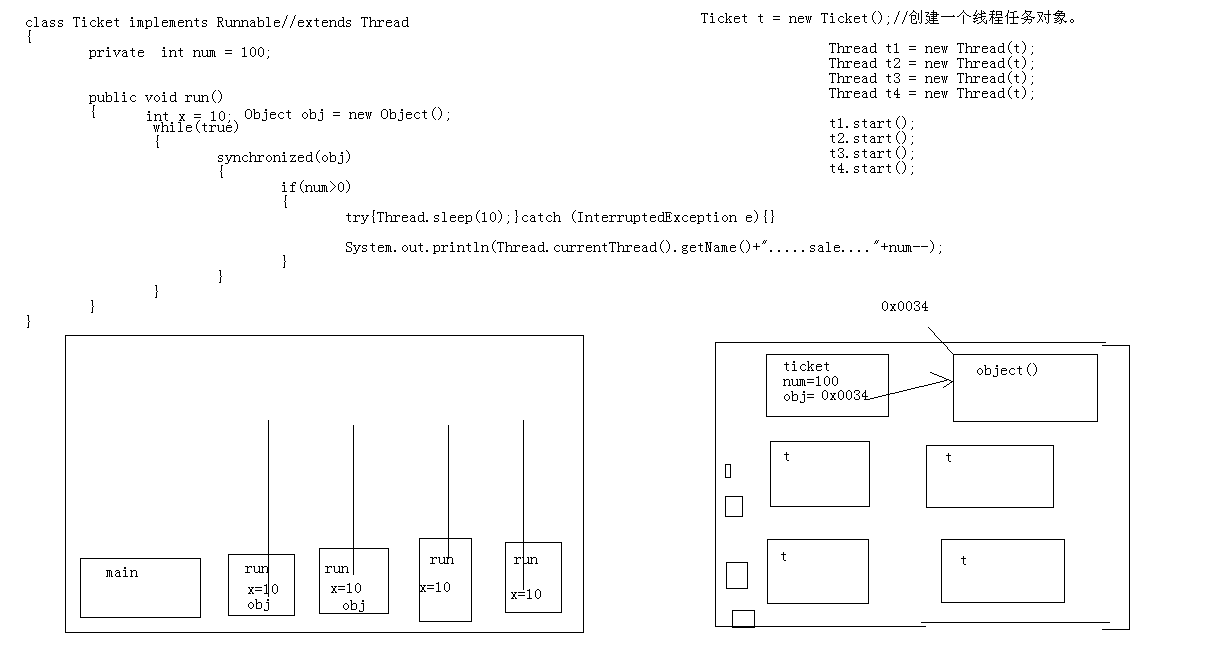 class Ticket implements Runnable//extends Thread
{
private  int num = 100;
public void run()
{
int x = 10;  Object obj = new Object();
while(true)
{
synchronized(obj)
{
if(num>0)
{
try{Thread.sleep(10);}catch (InterruptedException e){}
System.out.println(Thread.currentThread().getName()+".....sale...."+num--);
}
}
}
}
}
Ticket t = new Ticket();//创建一个线程任务对象。
Thread t1 = new Thread(t);
Thread t2 = new Thread(t);
Thread t3 = new Thread(t);
Thread t4 = new Thread(t);
t1.start();
t2.start();
t3.start();
t4.start();
main
run
x=10
obj
run
x=10
obj
run
x=10
run
x=10
0x0034
ticket
num=100
obj= 0x0034
object()
t
t
t
t